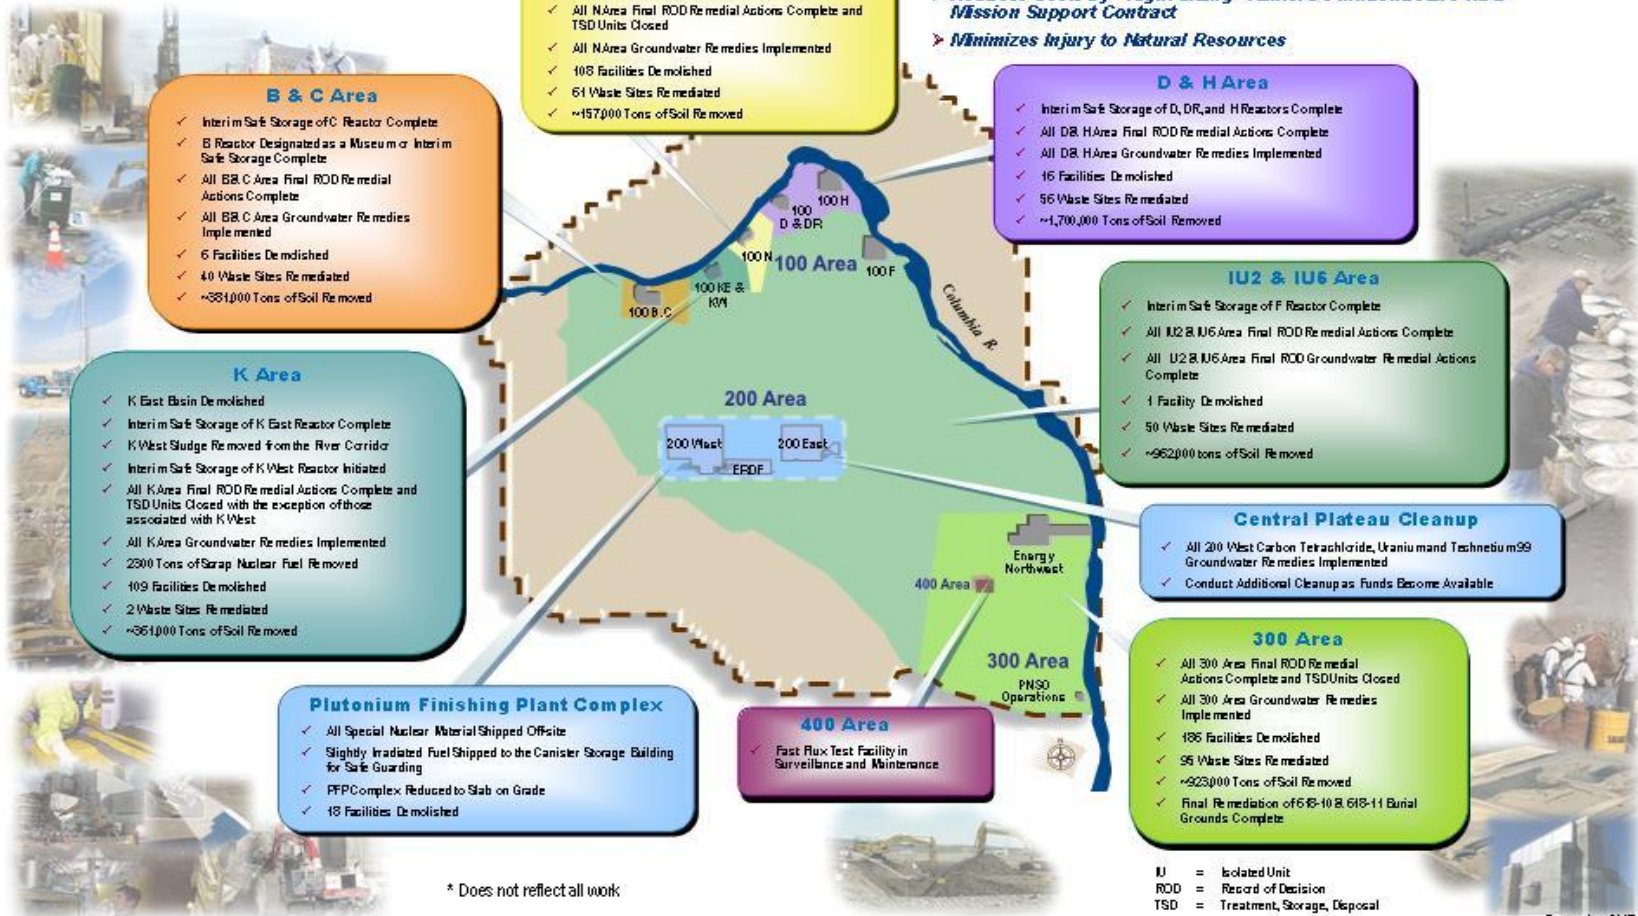 Mission Support Contract
➢ Minimizes Injury to Natural Resources
✓ All N Area Final ROD Remedial Actions Complete and
TSD Units Closed
✓ All N Area Groundwater Remedies Implemented
✓ 108 Facilities Demolished
✓ 61 Waste Sites Remediated
✓ ~157,000 Tons of Soil Removed
B & C Area
✓ Interim Safe Storage of C Reactor Complete
✓ B Reactor Designated as a Museum or Interim
Safe Storage Complete
✓ All B & C Area Final ROD Remedial
Actions Complete
✓ All B & C Area Groundwater Remedies
Implemented
✓ 6 Facilities Demolished
✓ 40 Waste Sites Remediated
✓ ~381,000 Tons of Soil Removed
D & H Area
✓ Interim Safe Storage of D, DR, and H Reactors Complete
✓ All D & H Area Final ROD Remedial Actions Complete
✓ All D & H Area Groundwater Remedies Implemented
✓ 16 Facilities Demolished
✓ 56 Waste Sites Remediated
✓ ~1,700,000 Tons of Soil Removed
100 H
100
D & DR
100 N
100 Area
100 F
100 KE &
KW
100 B.C
Columbia R.
IU2 & IU6 Area
✓ Interim Safe Storage of F Reactor Complete
✓ All IU2 & IU6 Area Final ROD Remedial Actions Complete
✓ All IU2 & IU6 Area Final ROD Groundwater Remedial Actions
Complete
✓ 1 Facility Demolished
✓ 50 Waste Sites Remediated
✓ ~962,000 tons of Soil Removed
K Area
✓ K East Basin Demolished
✓ Interim Safe Storage of K East Reactor Complete
✓ K West Sludge Removed from the River Corridor
✓ Interim Safe Storage of K West Reactor Initiated
✓ All K Area Final ROD Remedial Actions Complete and
TSD Units Closed with the exception of those
associated with K West
✓ All K Area Groundwater Remedies Implemented
✓ 2300 Tons of Scrap Nuclear Fuel Removed
✓ 109 Facilities Demolished
✓ 2 Waste Sites Remediated
✓ ~361,000 Tons of Soil Removed
200 Area
200 West
200 East
ERDF
Central Plateau Cleanup
✓ All 200 West Carbon Tetrachloride, Uranium and Technetium 99
Groundwater Remedies Implemented
✓ Conduct Additional Cleanup as Funds Become Available
Energy
Northwest
400 Area
300 Area
PNSO
Operations
N
300 Area
✓ All 300 Area Final ROD Remedial
Actions Complete and TSD Units Closed
✓ All 300 Area Groundwater Remedies
Implemented
✓ 186 Facilities Demolished
✓ 95 Waste Sites Remediated
✓ ~923,000 Tons of Soil Removed
✓ Final Remediation of 618-10 & 618-11 Burial
Grounds Complete
Plutonium Finishing Plant Complex
✓ All Special Nuclear Material Shipped Off-site
✓ Slightly Irradiated Fuel Shipped to the Canister Storage Building
for Safe Guarding
✓ PFP Complex Reduced to Slab on Grade
✓ 18 Facilities Demolished
400 Area
✓ Fast Flux Test Facility in
Surveillance and Maintenance
* Does not reflect all work
IU = Isolated Unit
ROD = Record of Decision
TSD = Treatment, Storage, Disposal